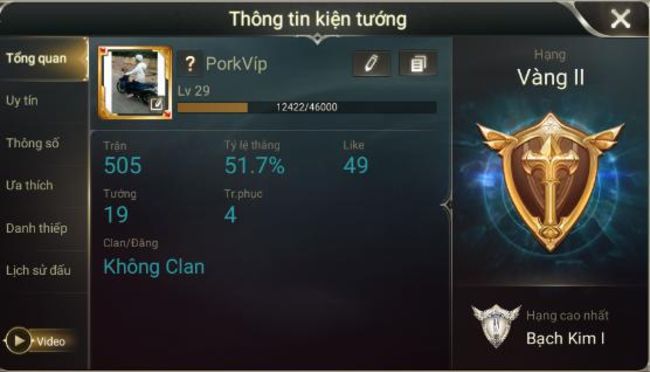 Thông tin kiện tướng
Tổng quan
Uy tín
Thông số
Ưa thích
Danh thiếp
Lịch sử đấu
Video
? PorkVíp
Lv 29
12422/46000
Trận
505
Tỷ lệ thắng
51.7%
Like
49
Tướng
19
Tr.phục
4
Clan/Đảng
Không Clan
Hạng
Vàng II
Hạng cao nhất
Bạch Kim I